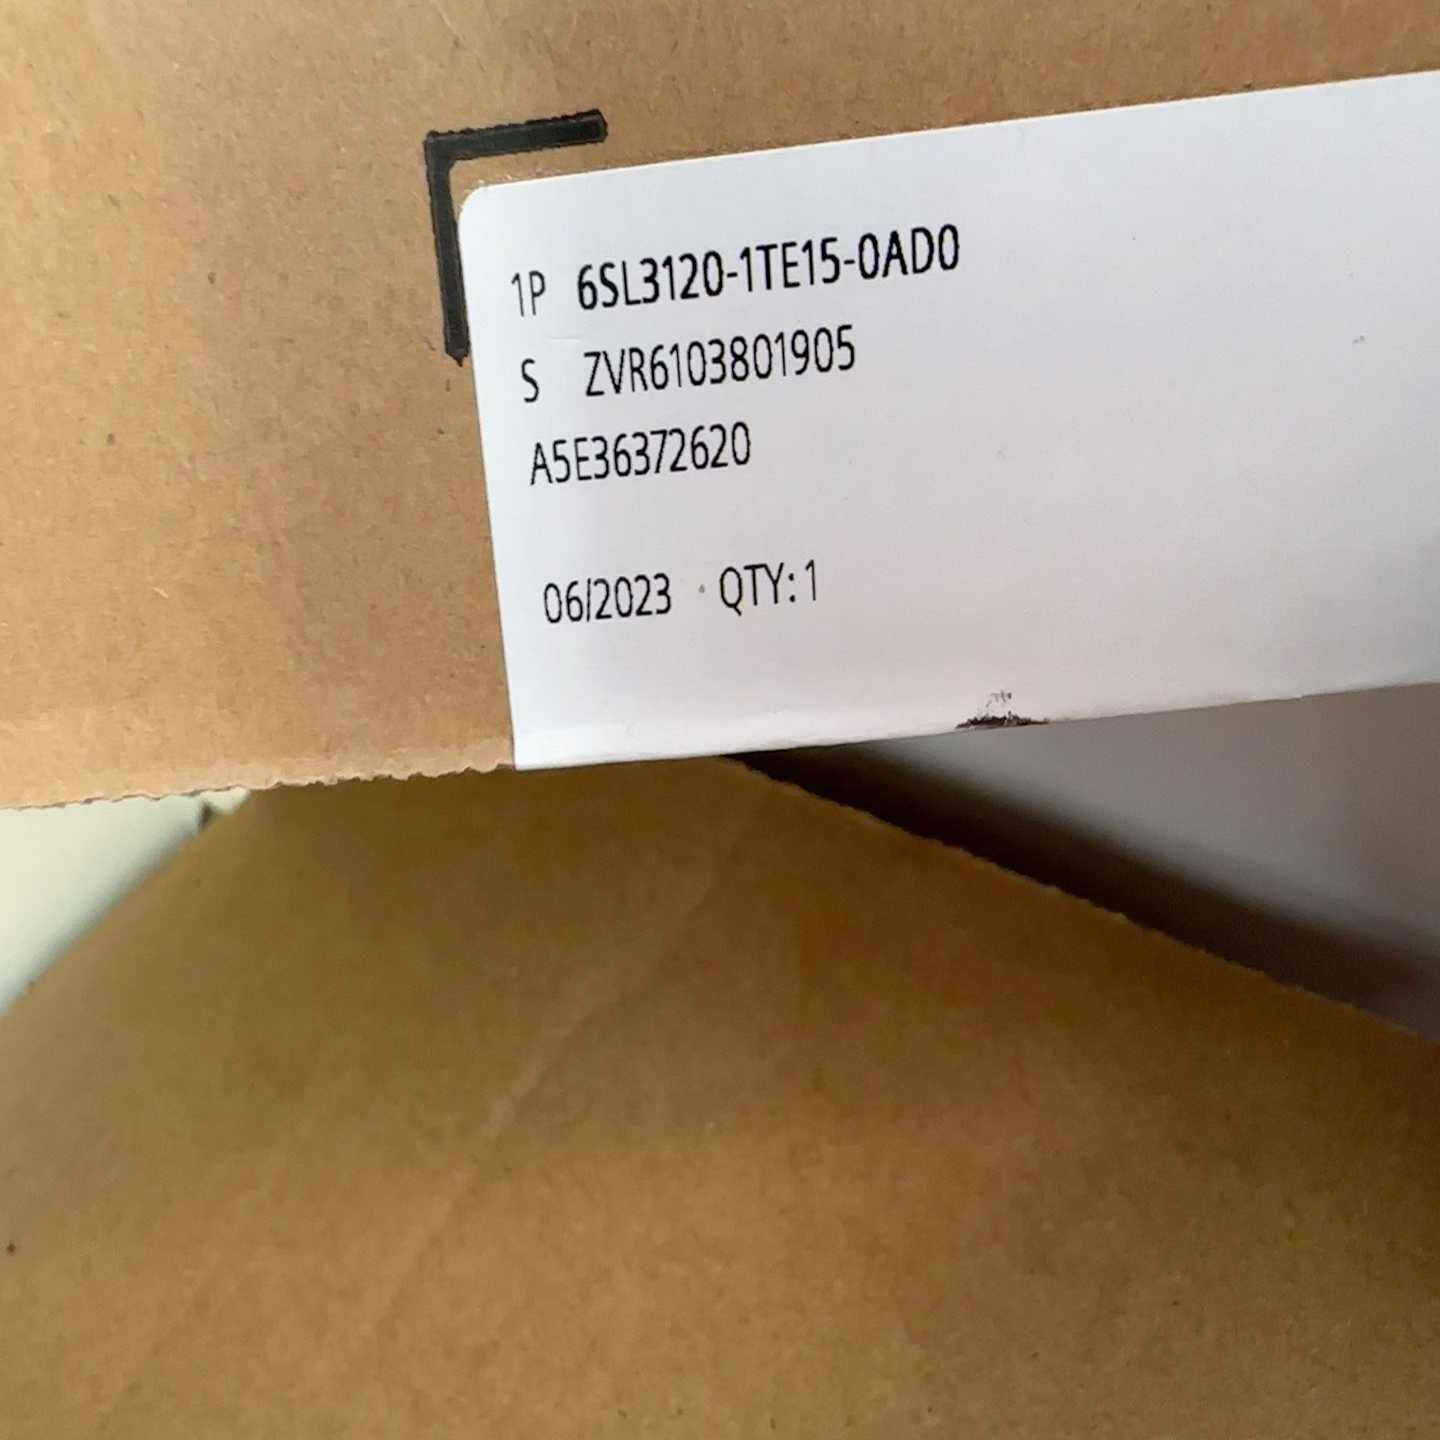 1P 6SL3120-1TE15-0AD0
S ZVR6103801905
A5E36372620
06/2023 QTY: 1